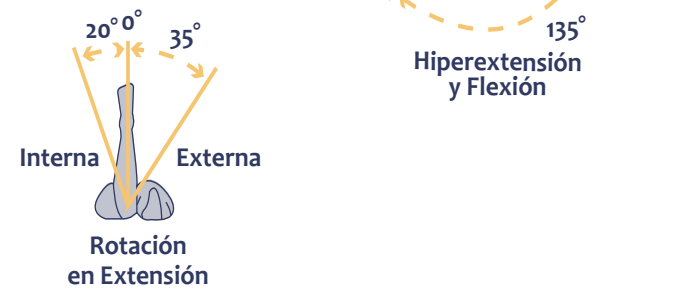 20° 0° 35°
Interna Externa
Rotación
en Extensión
135°
Hiperextensión
y Flexión